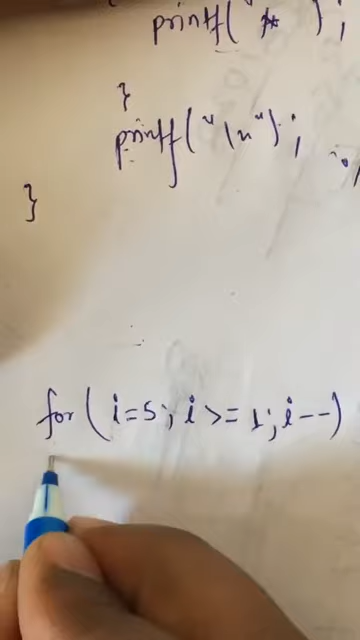 printf("*");
}
printf("\n");
}
for(i=5; i>=1; i--)